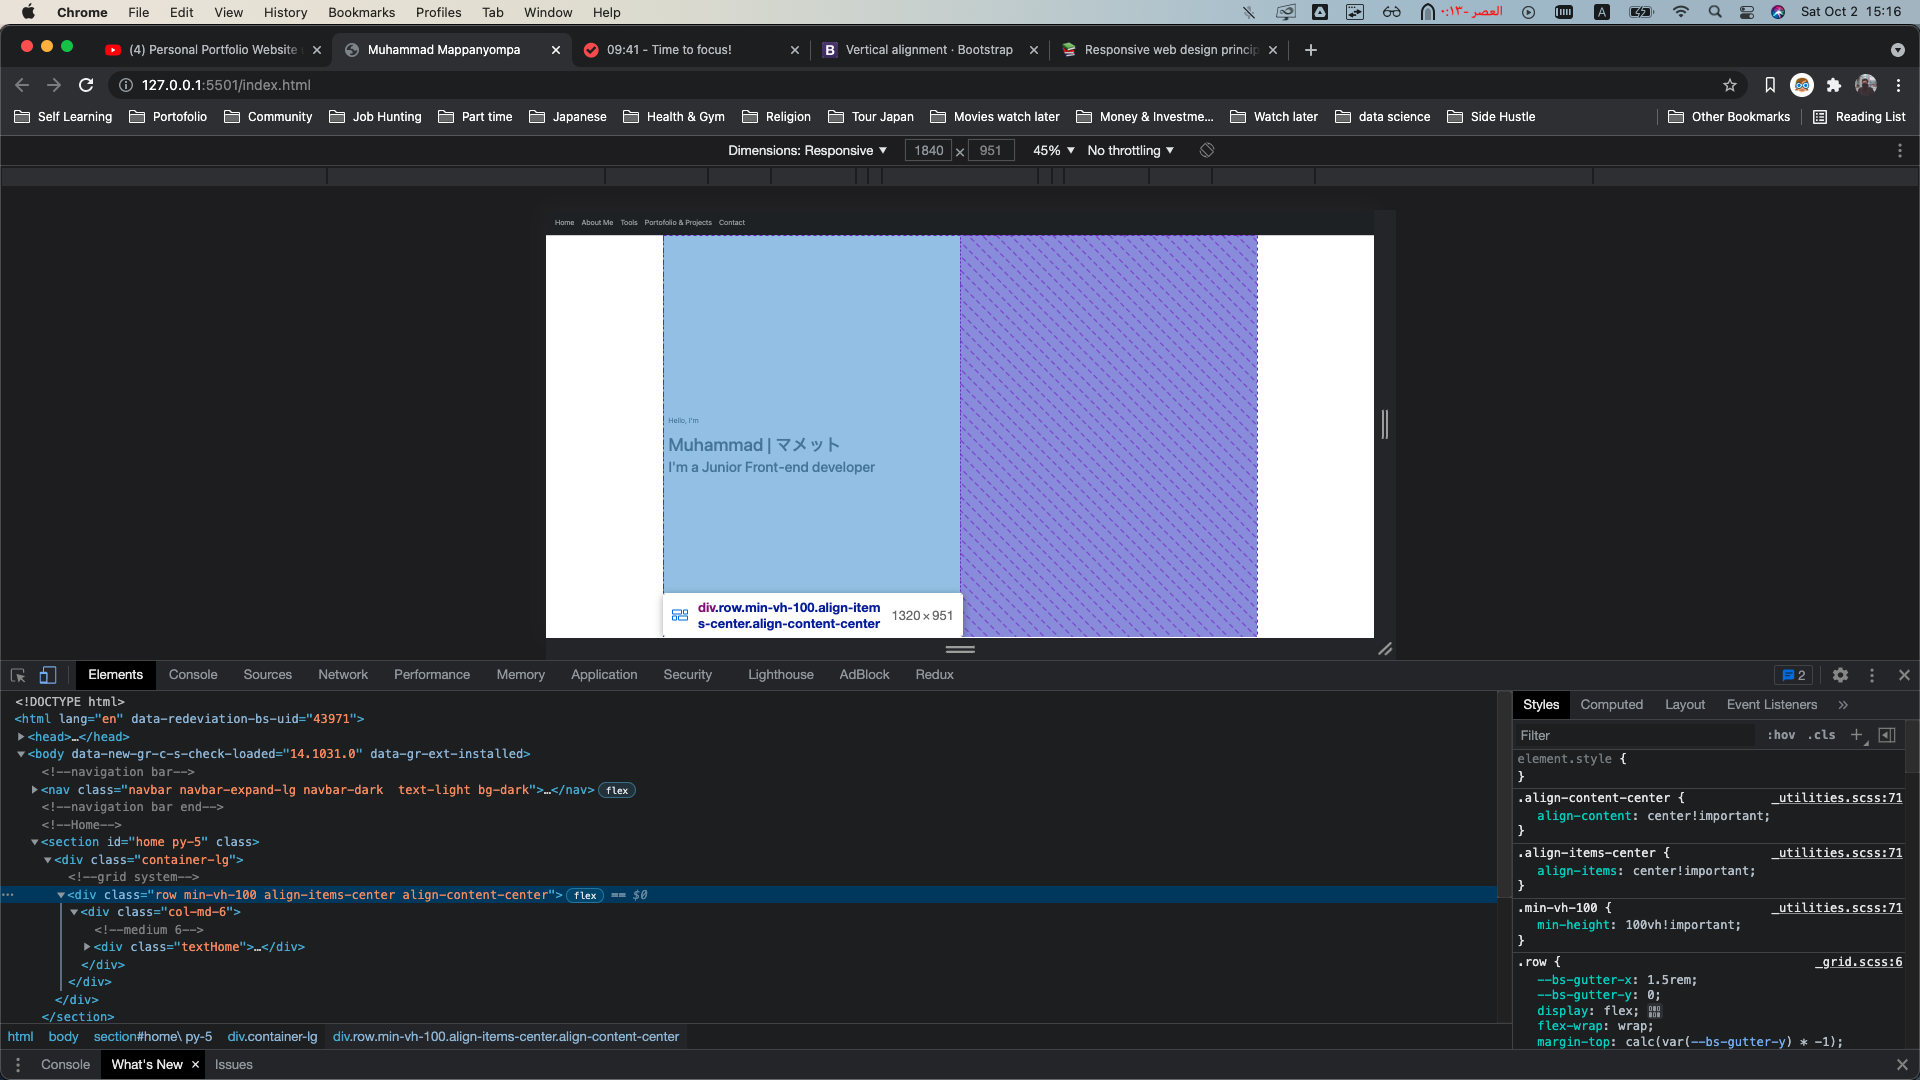 Chrome File Edit View History Bookmarks Profiles Tab Window Help العصر -٠:١٣ A Sat Oct 2 15:16
(4) Personal Portfolio Website Muhammad Mappanyompa 09:41 - Time to focus! B Vertical alignment · Bootstrap Responsive web design princip
127.0.0.1:5501/index.html
Self Learning Portofolio Community Job Hunting Part time Japanese Health & Gym Religion Tour Japan Movies watch later Money & Investme... Watch later data science Side Hustle Other Bookmarks Reading List
Dimensions: Responsive 1840 × 951 45% No throttling
Home About Me Tools Portofolio & Projects Contact
Hello, I'm
Muhammad | マメット
I'm a Junior Front-end developer
div.row.min-vh-100.align-item
s-center.align-content-center 1320 × 951
Elements Console Sources Network Performance Memory Application Security Lighthouse AdBlock Redux 2
<!DOCTYPE html>
<html lang="en" data-redeviation-bs-uid="43971">
<head>…</head>
<body data-new-gr-c-s-check-loaded="14.1031.0" data-gr-ext-installed>
<!--navigation bar-->
<nav class="navbar navbar-expand-lg navbar-dark  text-light bg-dark">…</nav> flex
<!--navigation bar end-->
<!--Home-->
<section id="home py-5" class>
<div class="container-lg">
<!--grid system-->
<div class="row min-vh-100 align-items-center align-content-center"> flex == $0
<div class="col-md-6">
<!--medium 6-->
<div class="textHome">…</div>
</div>
</div>
</div>
</section>
html body section#home\ py-5 div.container-lg div.row.min-vh-100.align-items-center.align-content-center
Styles Computed Layout Event Listeners »
Filter :hov .cls +
element.style {
}
.align-content-center { _utilities.scss:71
align-content: center!important;
}
.align-items-center { _utilities.scss:71
align-items: center!important;
}
.min-vh-100 { _utilities.scss:71
min-height: 100vh!important;
}
.row { _grid.scss:6
--bs-gutter-x: 1.5rem;
--bs-gutter-y: 0;
display: flex;
flex-wrap: wrap;
margin-top: calc(var(--bs-gutter-y) * -1);
Console What's New × Issues